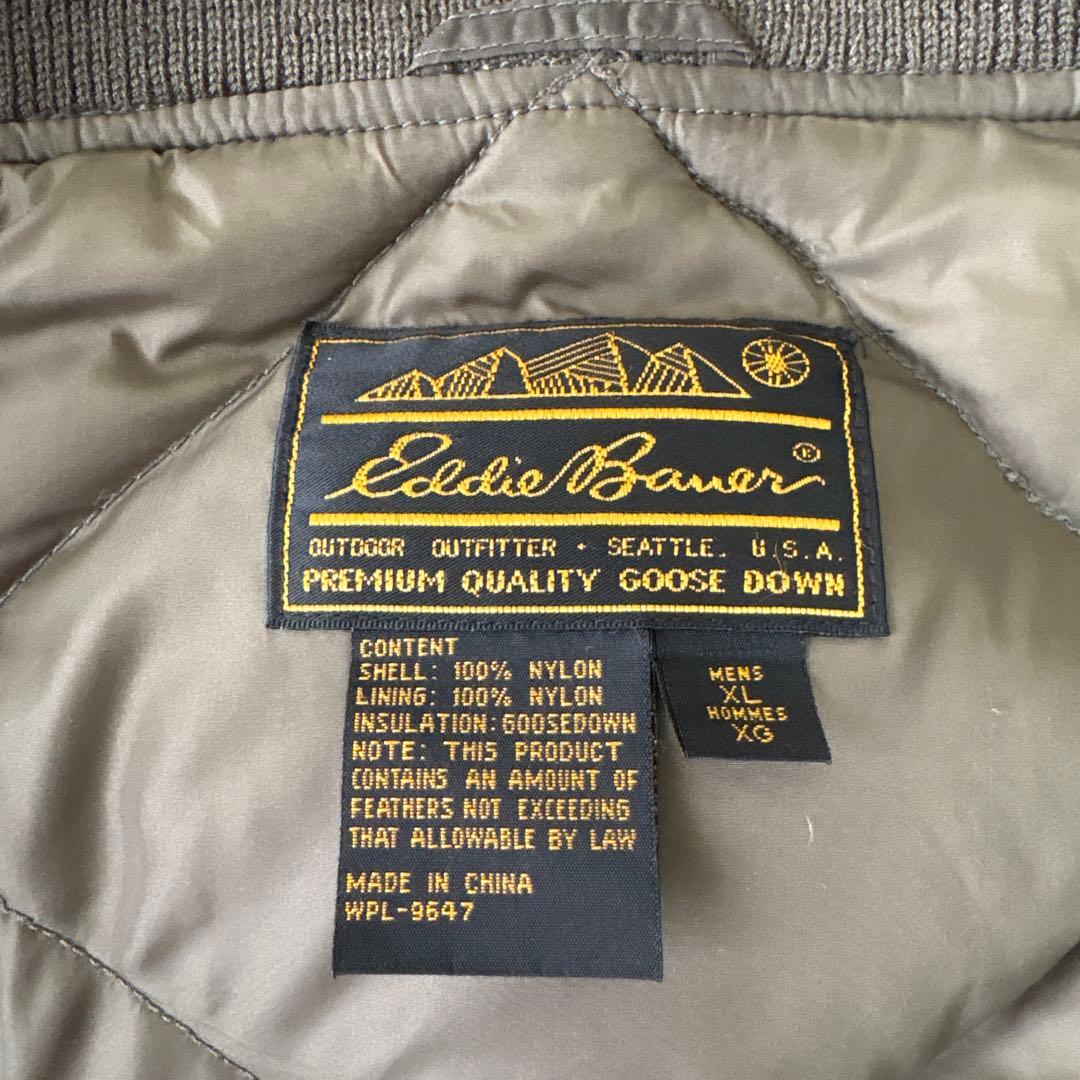 Eddie Bauer®
OUTDOOR OUTFITTER · SEATTLE. U.S.A.
PREMIUM QUALITY GOOSE DOWN
CONTENT
SHELL: 100% NYLON
LINING: 100% NYLON
INSULATION: GOOSEDOWN
NOTE: THIS PRODUCT
CONTAINS AN AMOUNT OF
FEATHERS NOT EXCEEDING
THAT ALLOWABLE BY LAW
MADE IN CHINA
WPL-9647
MENS
XL
HOMMES
XG